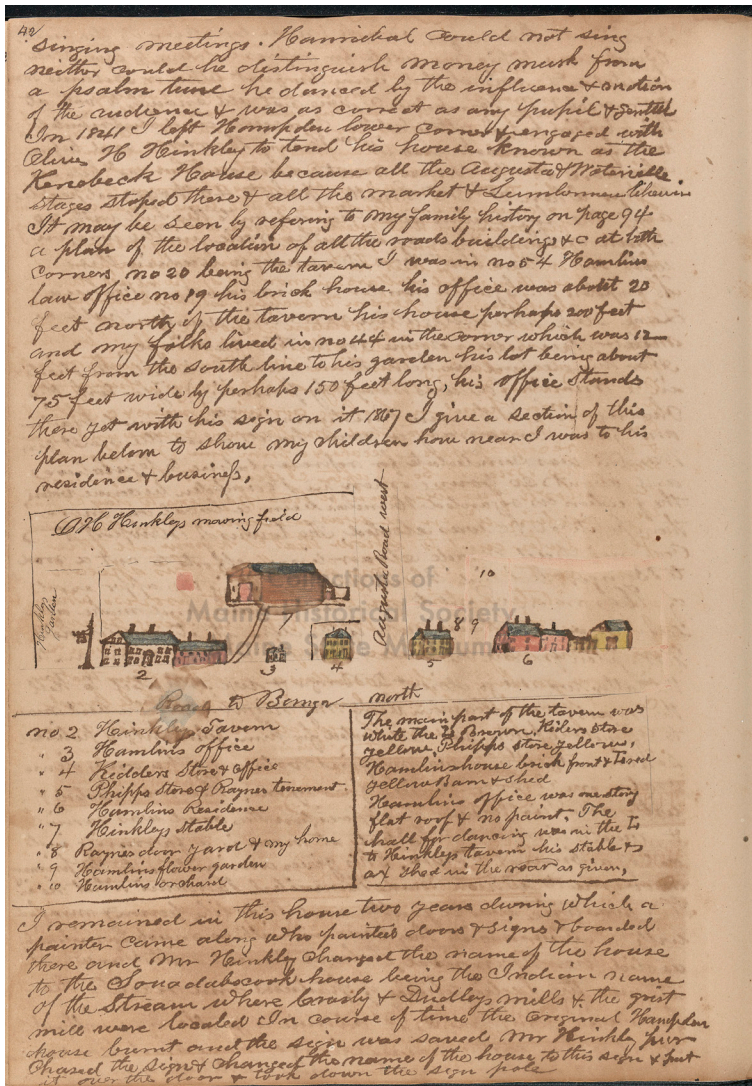 42
singing meetings. Hannibal could not sing
neither could he distinguish money musk from
a psalm tune he danced by the influence & motion
of the audience & was as correct as any pupil & Genteel
In 1841 I left Hampden lower corner & engaged with
Olive H Hinkley to tend his house known as the
Kenebeck House because all the Augusta & Waterville
stages stoped there & all the market & Lumbermen likewise
It may be seen by refering to my family history on page 94
a plan of the location of all the roads buildings &c at both
corners no 20 being the tavern I was in no 54 Hamlins
law office no 19 his brick house his office was about 20
feet north of the tavern his house perhaps 200 feet
and my folks lived in no 44 in the corner which was 12
feet from the south line to his garden his lot being about
75 feet wide by perhaps 150 feet long, his office stands
there yet with his sign on it 1867 I give a section of this
plan below to show my children how near I was to his
residence & business.
O H Hinkleys mowing field
Augusta Road west
Hinkleys Garden
10
8 9
2 3 4 5 6
Collections of
Maine Historical Society
Maine State Museum
Road to Bangor north
no 2 Hinkleys Tavern
" 3 Hamlins office
" 4 Kidders Store & Office
" 5 Phipps Store & Raynes tenement
" 6 Hamlins Residence
" 7 Hinkleys stable
" 8 Raynes door yard & my home
" 9 Hamlins flower garden
" 10 Hamlins orchard
The main part of the tavern was
white the L Brown, Kiders Store
yellow, Phipps store yellow,
Hamlins house brick front & L red
yellow Barn & shed
Hamlins office was one story
flat roof & no paint. The
hall for dancing was in the L
to Hinkleys tavern his stable &
ox shed in the rear as given,
I remained in this house two years during which a
painter came along who painted doors & signs & boarded
there and Mr Hinkley changed the name of the house
to the Souadabscook house being the Indian name
of the Stream where Crosby & Dudleys mills & the grist
mill were located In course of time the original Hampden
house burnt and the sign was saved Mr Hinkley pur
chased the sign & changed the name of the house to this sign & put
it over the door & took down the sign pole